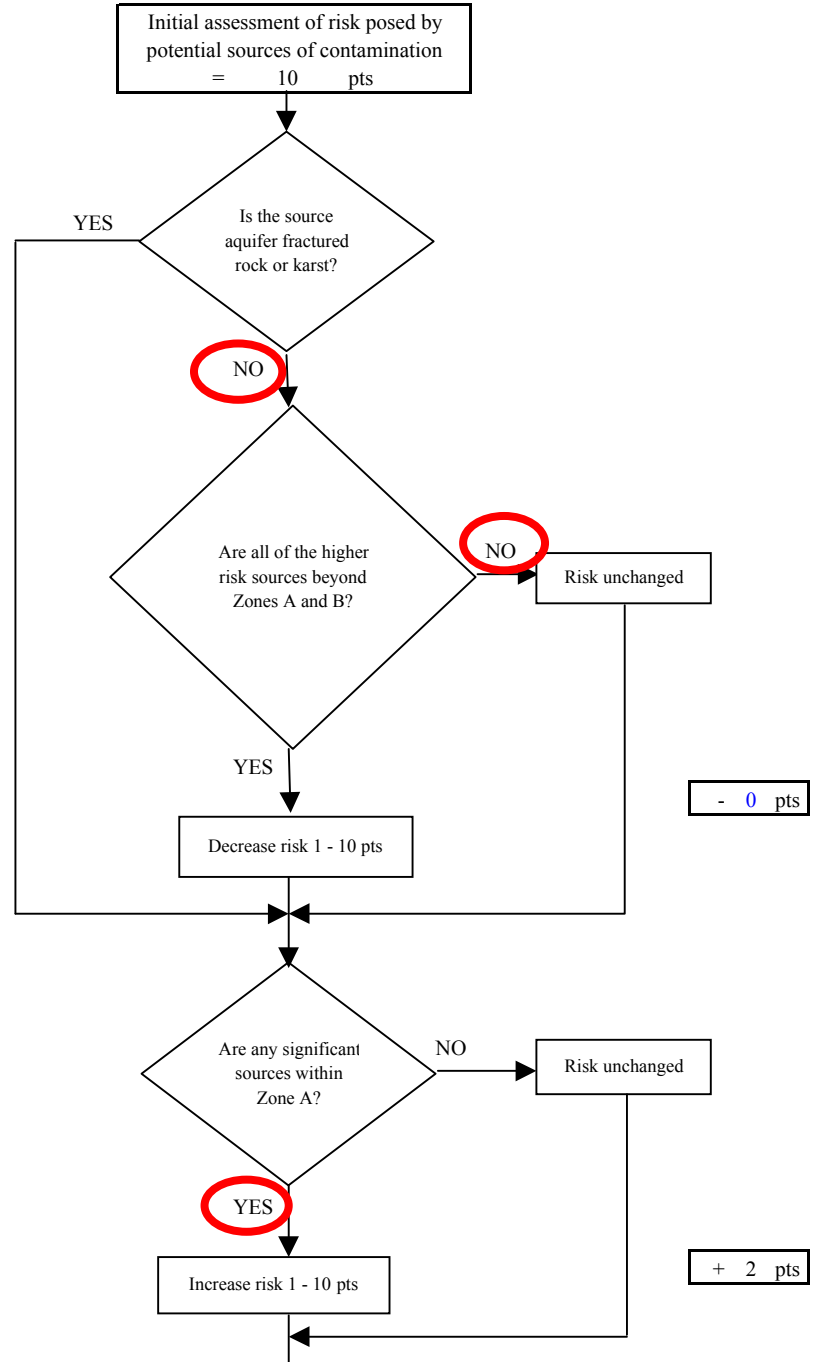 Initial assessment of risk posed by
potential sources of contamination
= 10 pts
YES
Is the source
aquifer fractured
rock or karst?
NO
Are all of the higher
risk sources beyond
Zones A and B?
NO
Risk unchanged
YES
- 0 pts
Decrease risk 1 - 10 pts
Are any significant
sources within
Zone A?
NO
Risk unchanged
YES
+ 2 pts
Increase risk 1 - 10 pts